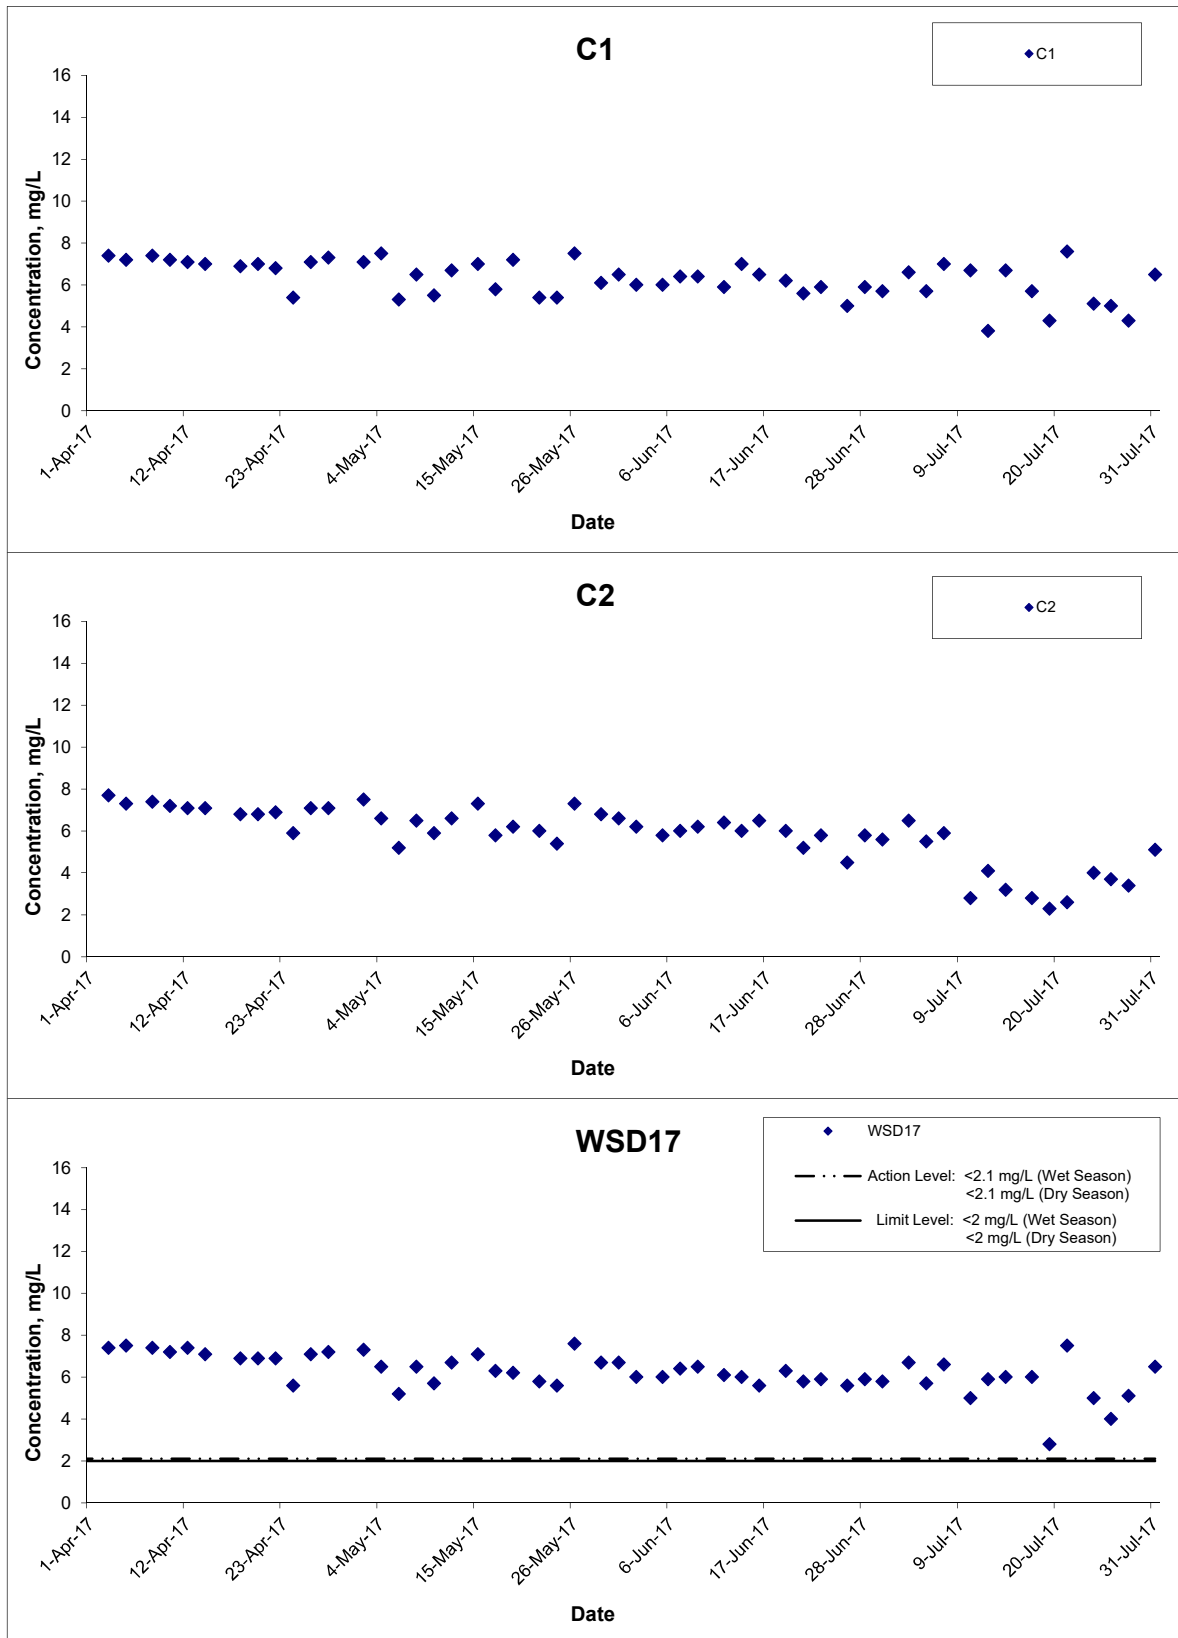 C1
C1
16
14
12
10
8
6
4
2
0
Concentration, mg/L
1-Apr-17
12-Apr-17
23-Apr-17
4-May-17
15-May-17
26-May-17
6-Jun-17
17-Jun-17
28-Jun-17
9-Jul-17
20-Jul-17
31-Jul-17
Date
C2
C2
16
14
12
10
8
6
4
2
0
Concentration, mg/L
1-Apr-17
12-Apr-17
23-Apr-17
4-May-17
15-May-17
26-May-17
6-Jun-17
17-Jun-17
28-Jun-17
9-Jul-17
20-Jul-17
31-Jul-17
Date
WSD17
WSD17
Action Level: <2.1 mg/L (Wet Season)
<2.1 mg/L (Dry Season)
Limit Level: <2 mg/L (Wet Season)
<2 mg/L (Dry Season)
16
14
12
10
8
6
4
2
0
Concentration, mg/L
1-Apr-17
12-Apr-17
23-Apr-17
4-May-17
15-May-17
26-May-17
6-Jun-17
17-Jun-17
28-Jun-17
9-Jul-17
20-Jul-17
31-Jul-17
Date